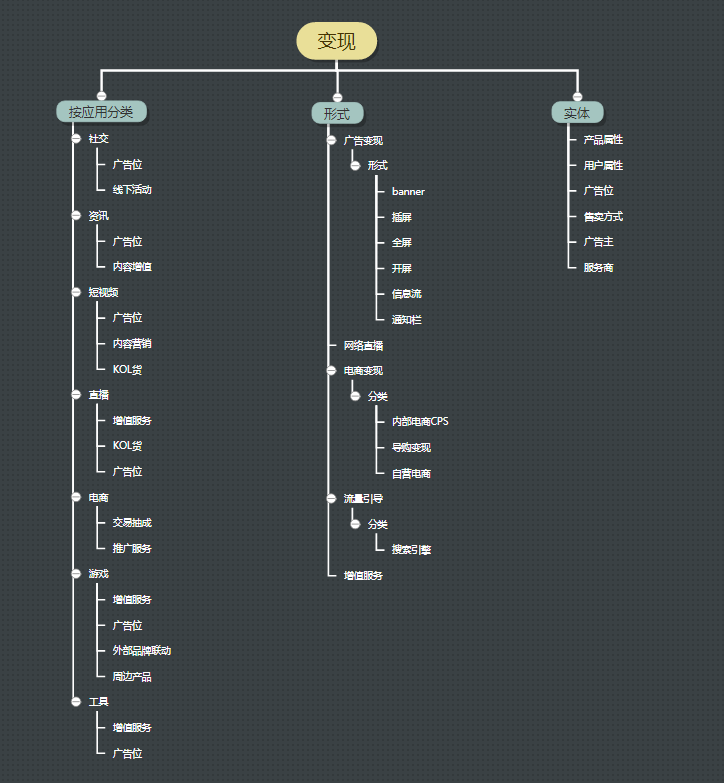 变现
按应用分类
社交
广告位
线下活动
资讯
广告位
内容增值
短视频
广告位
内容营销
KOL货
直播
增值服务
KOL货
广告位
电商
交易抽成
推广服务
游戏
增值服务
广告位
外部品牌联动
周边产品
工具
增值服务
广告位
形式
广告变现
形式
banner
插屏
全屏
开屏
信息流
通知栏
网络直播
电商变现
分类
内部电商CPS
导购变现
自营电商
流量引导
分类
搜索引擎
增值服务
实体
产品属性
用户属性
广告位
售卖方式
广告主
服务商